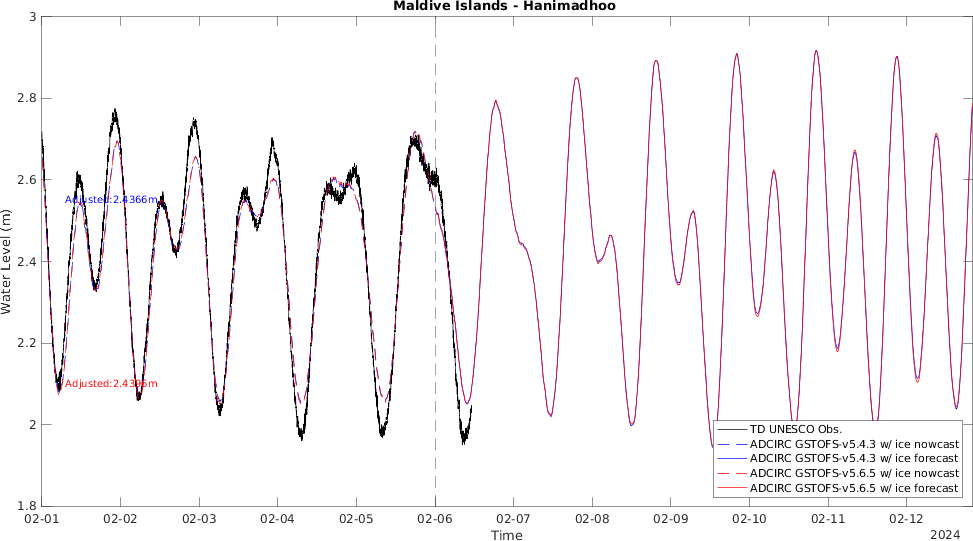 Maldive Islands - Hanimadhoo
3
2.8
2.6
2.4
2.2
2
1.8
Water Level (m)
Adjusted:2.4366m
Adjusted:2.4395m
TD UNESCO Obs.
ADCIRC GSTOFS-v5.4.3 w/ ice nowcast
ADCIRC GSTOFS-v5.4.3 w/ ice forecast
ADCIRC GSTOFS-v5.6.5 w/ ice nowcast
ADCIRC GSTOFS-v5.6.5 w/ ice forecast
02-01 02-02 02-03 02-04 02-05 02-06 02-07 02-08 02-09 02-10 02-11 02-12
Time
2024